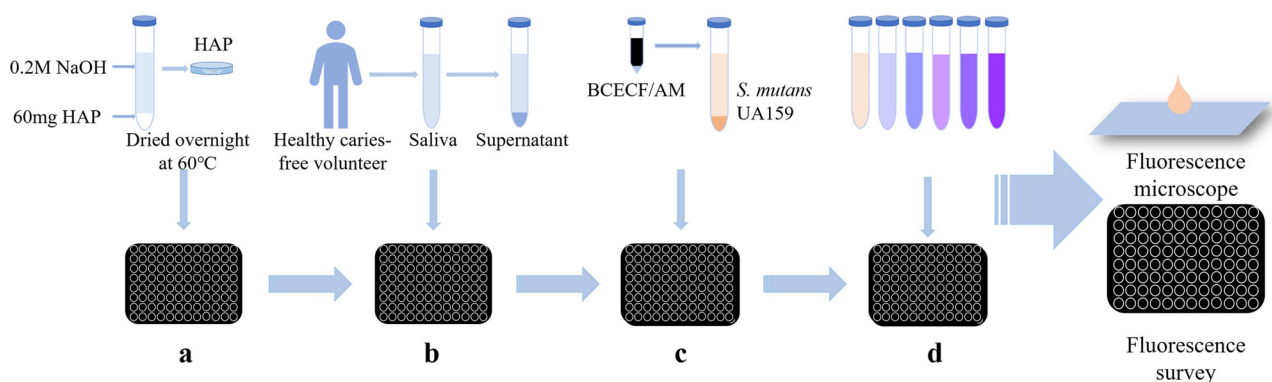 0.2M NaOH
60mg HAP
HAP
Dried overnight
at 60℃
Healthy caries-
free volunteer
Saliva
Supernatant
BCECF/AM
S. mutans
UA159
Fluorescence
microscope
Fluorescence
survey
a
b
c
d